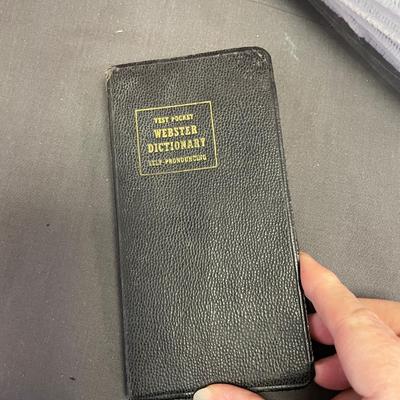 VEST POCKET
WEBSTER
DICTIONARY
SELF-PRONOUNCING